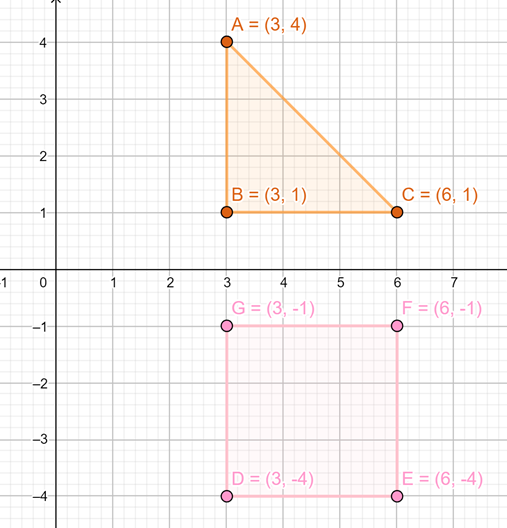 A = (3, 4)
4
3
2
B = (3, 1)
C = (6, 1)
1
-1
0
1
2
3
4
5
6
7
G = (3, -1)
F = (6, -1)
–1
–2
–3
D = (3, -4)
E = (6, -4)
–4